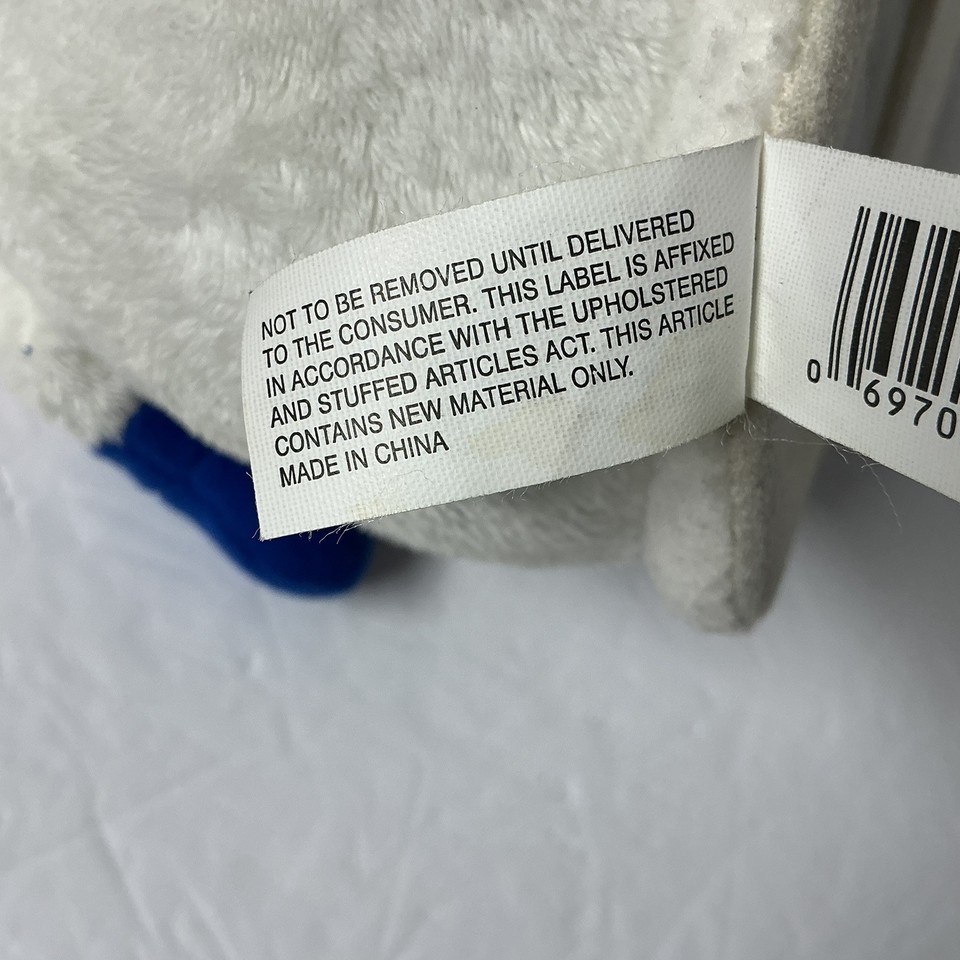 NOT TO BE REMOVED UNTIL DELIVERED
TO THE CONSUMER. THIS LABEL IS AFFIXED
IN ACCORDANCE WITH THE UPHOLSTERED
AND STUFFED ARTICLES ACT. THIS ARTICLE
CONTAINS NEW MATERIAL ONLY.
MADE IN CHINA
0 6970